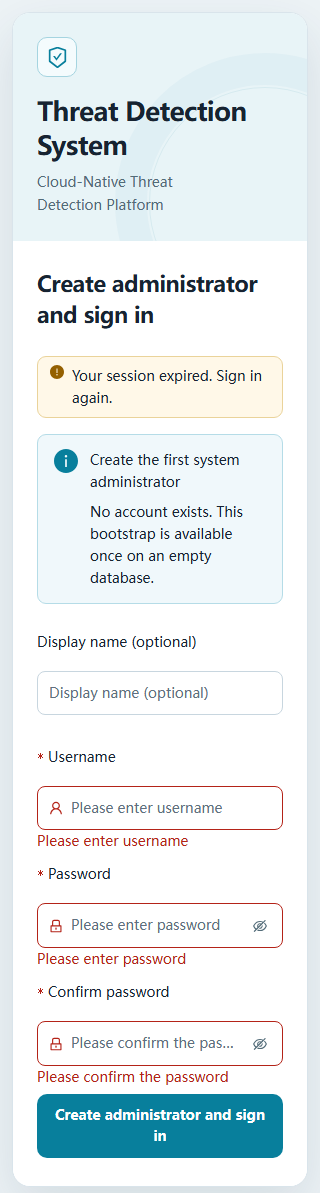 Threat Detection
System
Cloud-Native Threat
Detection Platform
Create administrator
and sign in
Your session expired. Sign in
again.
Create the first system
administrator
No account exists. This
bootstrap is available
once on an empty
database.
Display name (optional)
Display name (optional)
* Username
Please enter username
Please enter username
* Password
Please enter password
Please enter password
* Confirm password
Please confirm the pas...
Please confirm the password
Create administrator and sign
in